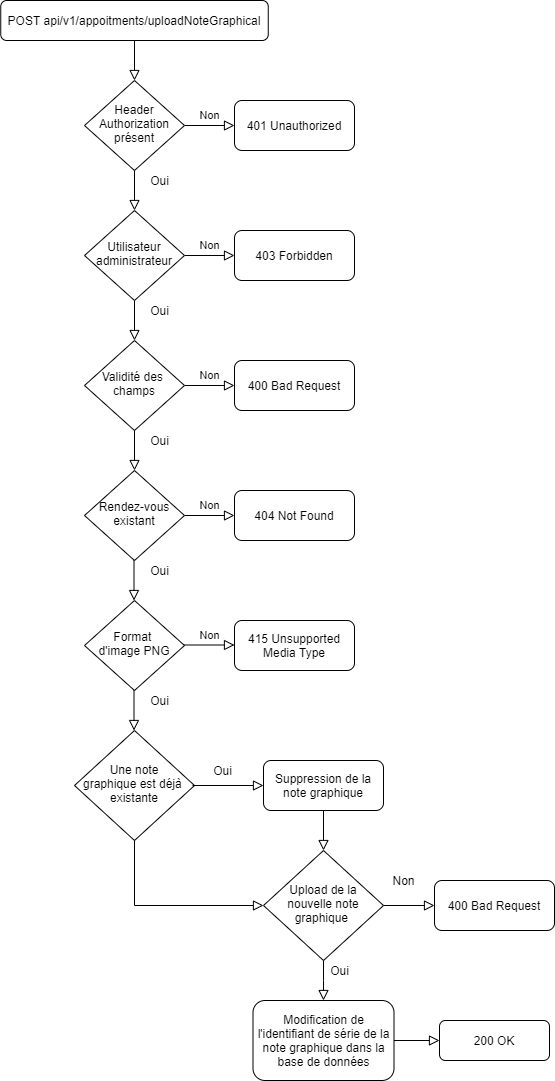 POST api/v1/appoitments/uploadNoteGraphical
Header
Authorization
présent
Non
401 Unauthorized
Oui
Utilisateur
administrateur
Non
403 Forbidden
Oui
Validité des
champs
Non
400 Bad Request
Oui
Rendez-vous
existant
Non
404 Not Found
Oui
Format
d'image PNG
Non
415 Unsupported
Media Type
Oui
Une note
graphique est déjà
existante
Oui
Suppression de la
note graphique
Upload de la
nouvelle note
graphique
Non
400 Bad Request
Oui
Modification de
l'identifiant de série de la
note graphique dans la
base de données
200 OK